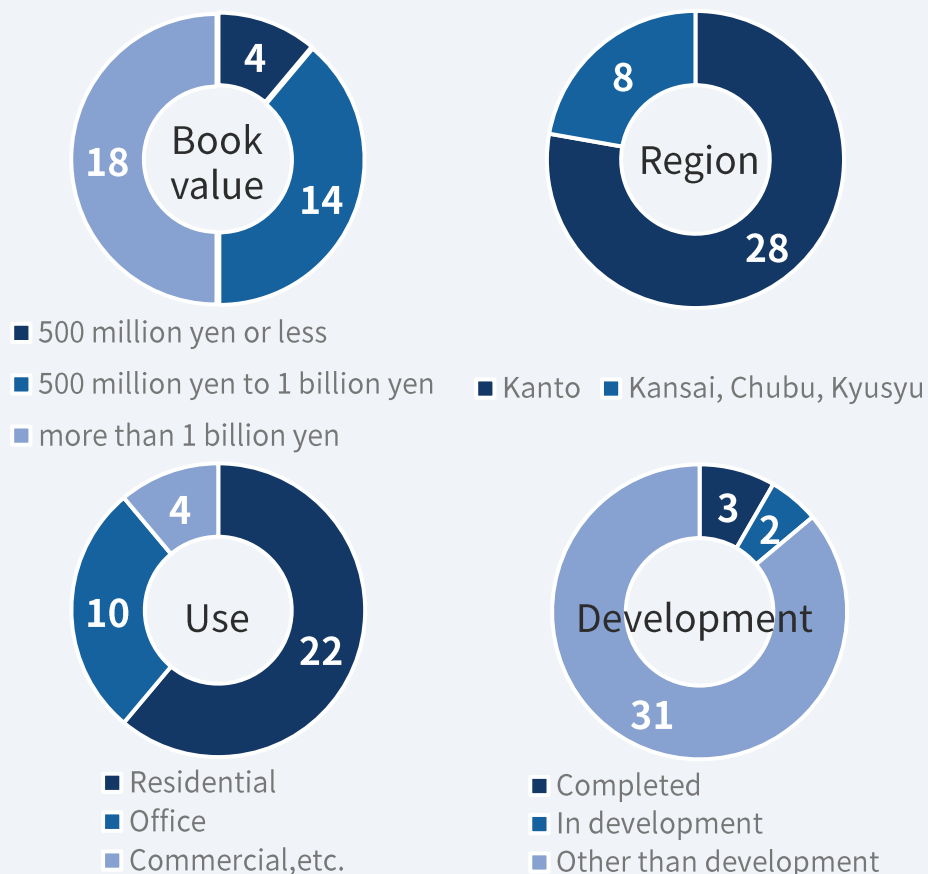 4
18
14
Book
value
500 million yen or less
500 million yen to 1 billion yen
more than 1 billion yen
8
Region
28
Kanto
Kansai, Chubu, Kyusyu
4
10
Use
22
Residential
Office
Commercial,etc.
3
2
Development
31
Completed
In development
Other than development